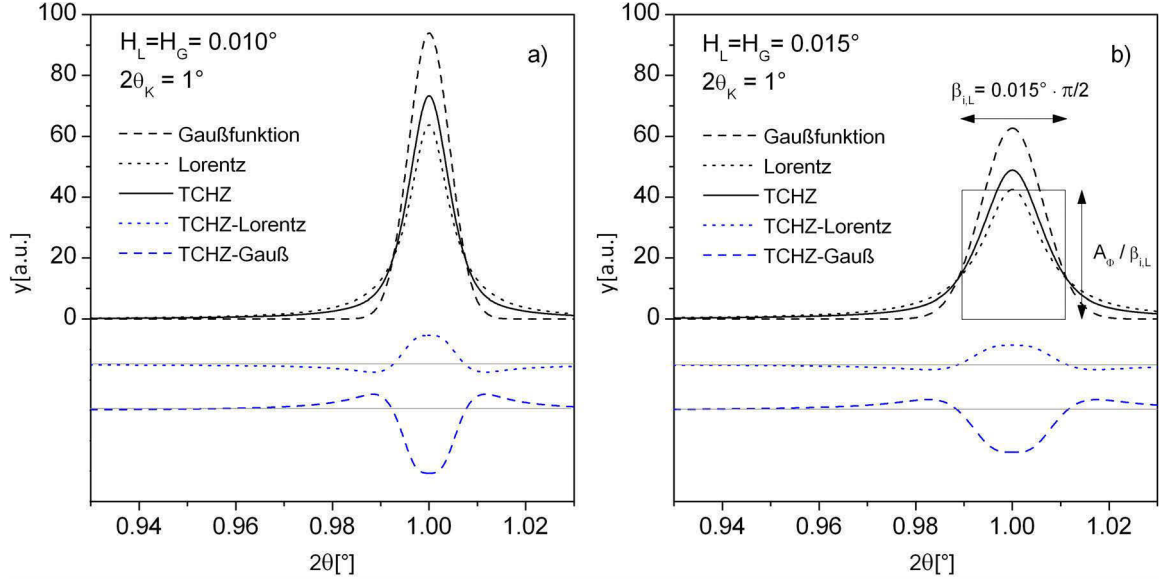 100
80
60
40
20
0
y[a.u.]
H_L=H_G= 0.010°
2θ_K = 1°
a)
Gaußfunktion
Lorentz
TCHZ
TCHZ-Lorentz
TCHZ-Gauß
0.94 0.96 0.98 1.00 1.02
2θ[°]
100
80
60
40
20
0
y[a.u.]
H_L=H_G= 0.015°
2θ_K = 1°
b)
β_i,L= 0.015° · π/2
Gaußfunktion
Lorentz
TCHZ
TCHZ-Lorentz
TCHZ-Gauß
A_Φ / β_i,L
0.94 0.96 0.98 1.00 1.02
2θ[°]